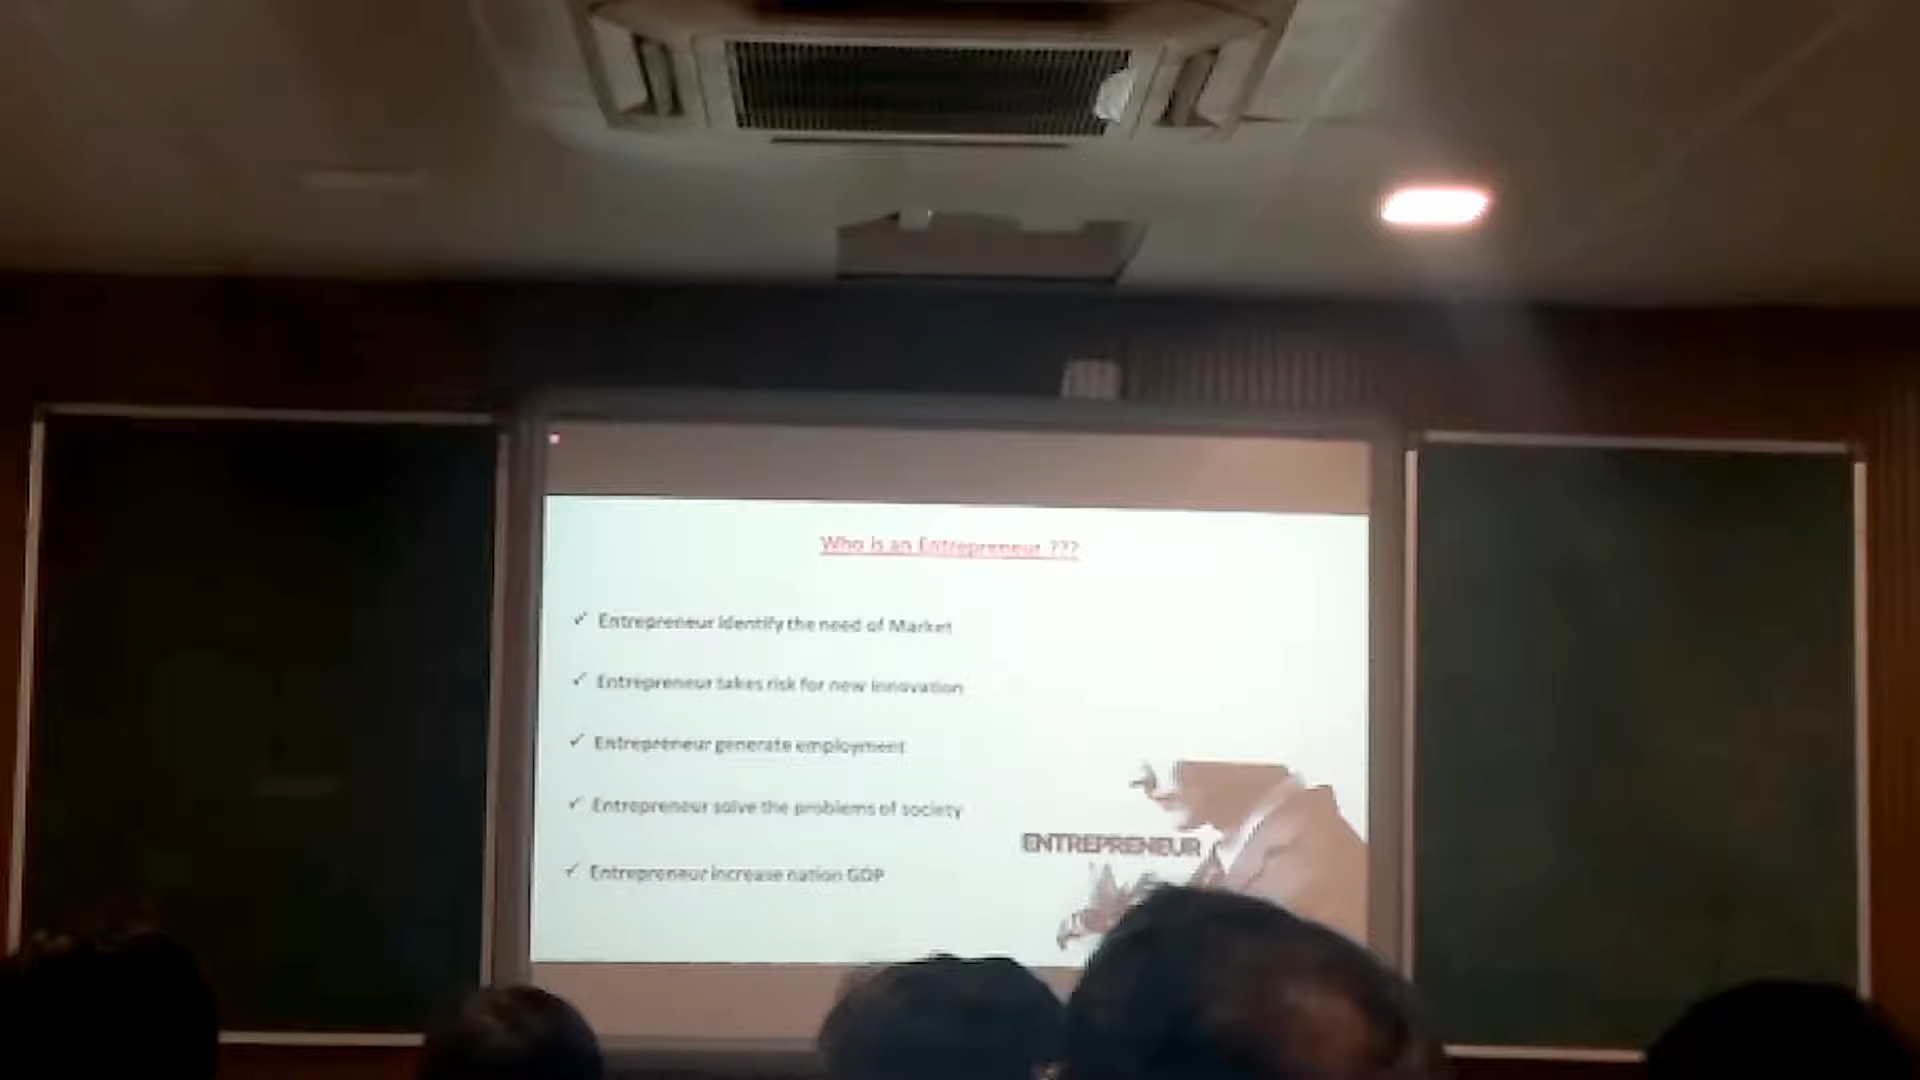 Who is an Entrepreneur ???
✓ Entrepreneur identify the need of Market
✓ Entrepreneur takes risk for new innovation
✓ Entrepreneur generate employment
✓ Entrepreneur solve the problems of society
✓ Entrepreneur increase nation GDP
ENTREPRENEUR